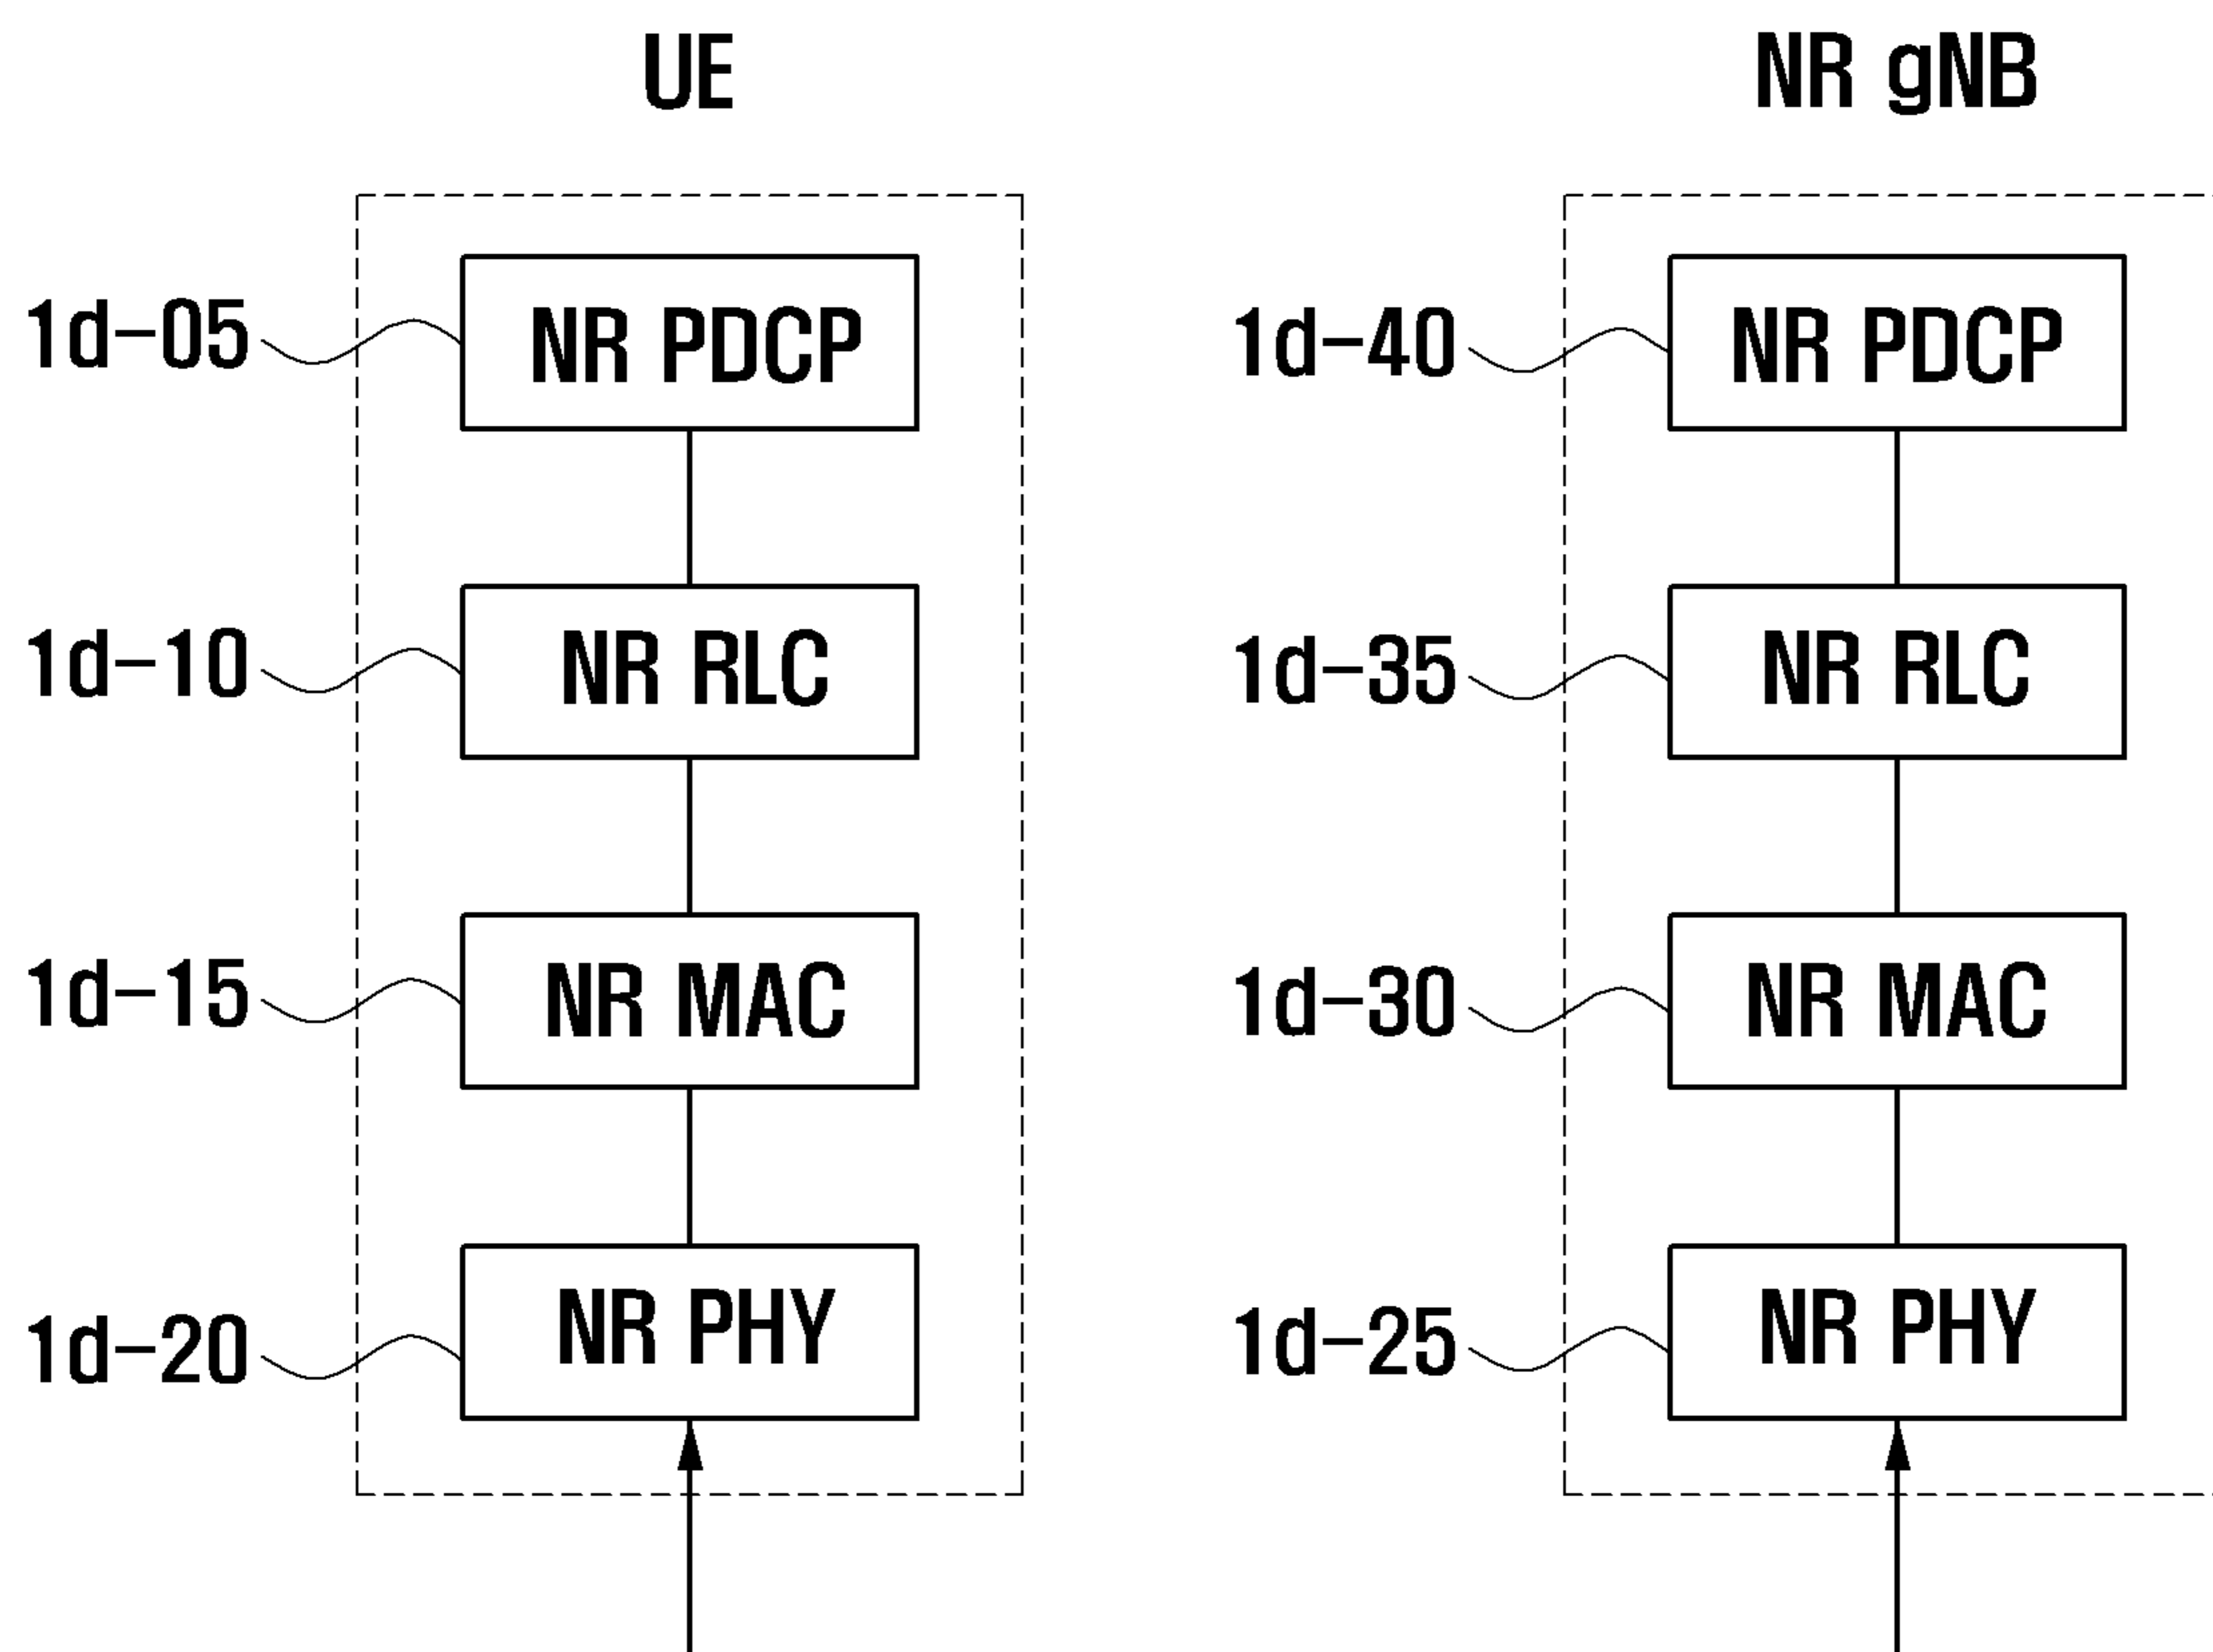 UE
NR gNB
1d-05
NR PDCP
1d-40
NR PDCP
1d-10
NR RLC
1d-35
NR RLC
1d-15
NR MAC
1d-30
NR MAC
1d-20
NR PHY
1d-25
NR PHY